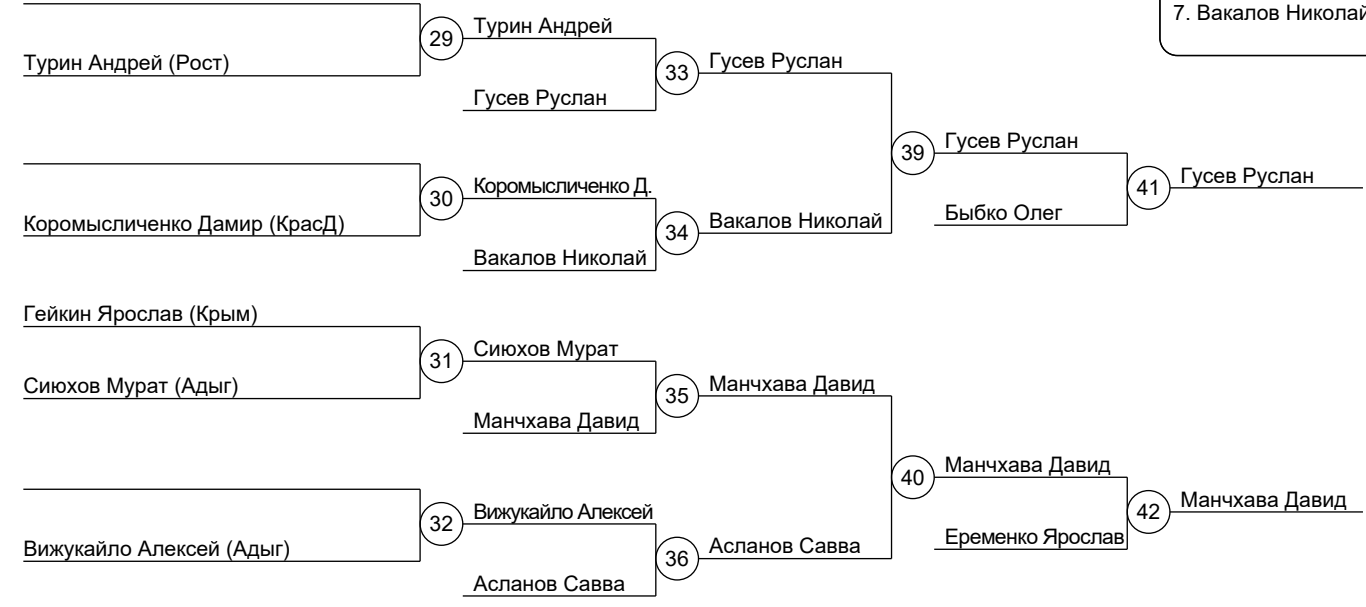 7. Вакалов Николай
29
Турин Андрей
Турин Андрей (Рост)
33
Гусев Руслан
Гусев Руслан
39
Гусев Руслан
30
Коромысличенко Д.
41
Гусев Руслан
Коромысличенко Дамир (КрасД)
34
Вакалов Николай
Быбко Олег
Вакалов Николай
Гейкин Ярослав (Крым)
31
Сиюхов Мурат
Сиюхов Мурат (Адыг)
35
Манчхава Давид
Манчхава Давид
40
Манчхава Давид
32
Вижукайло Алексей
42
Манчхава Давид
Вижукайло Алексей (Адыг)
36
Асланов Савва
Еременко Ярослав
Асланов Савва